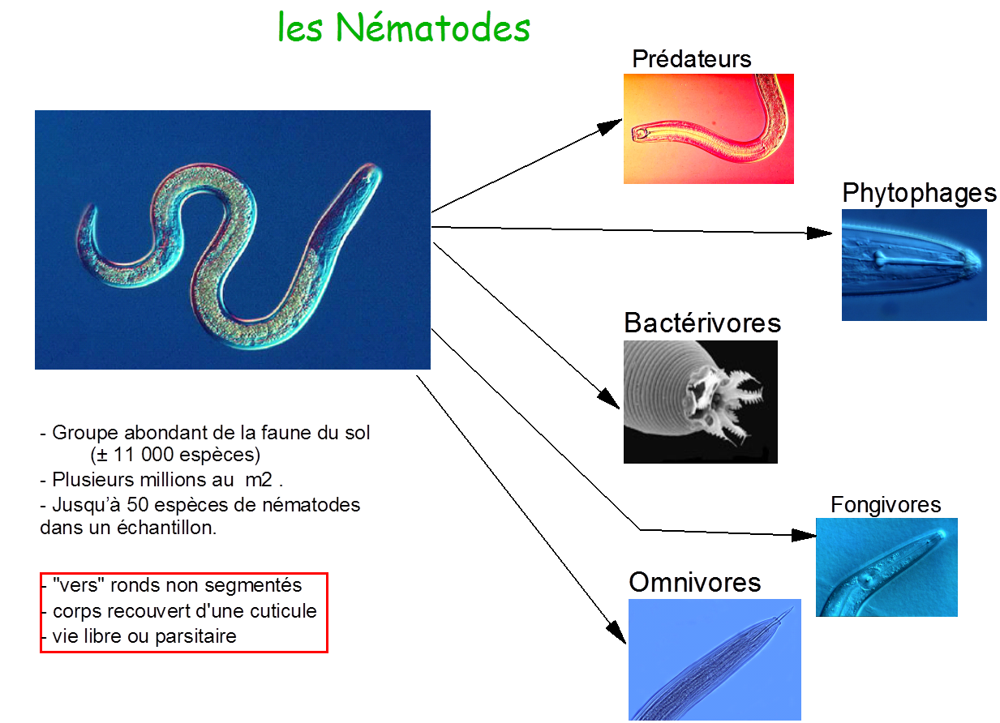 les Nématodes
Prédateurs
Phytophages
Bactérivores
Fongivores
Omnivores
- Groupe abondant de la faune du sol
(± 11 000 espèces)
- Plusieurs millions au  m2 .
- Jusqu’à 50 espèces de nématodes
dans un échantillon.
- "vers" ronds non segmentés
- corps recouvert d'une cuticule
- vie libre ou parsitaire